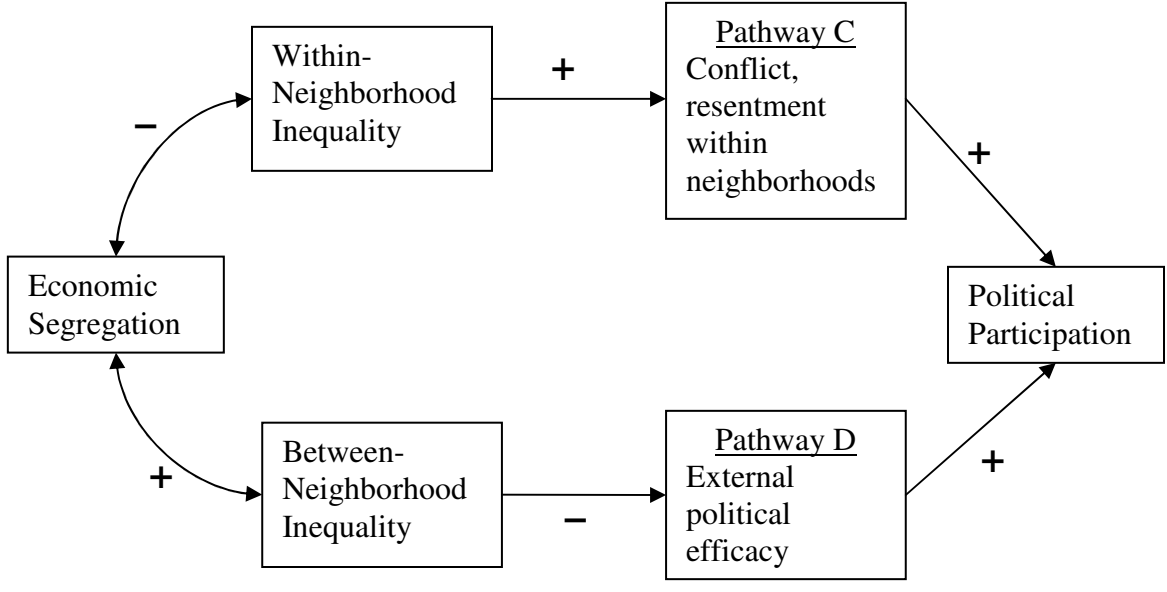 Within-
Neighborhood
Inequality
+
Pathway C
Conflict,
resentment
within
neighborhoods
−
+
Economic
Segregation
Political
Participation
+
Between-
Neighborhood
Inequality
−
Pathway D
External
political
efficacy
+